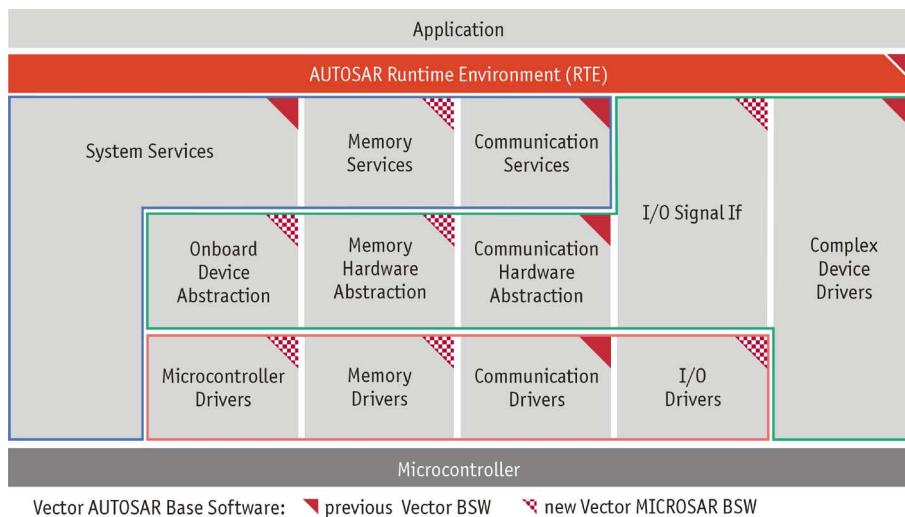 Application
AUTOSAR Runtime Environment (RTE)
System Services
Memory
Services
Communication
Services
I/O Signal If
Complex
Device
Drivers
Onboard
Device
Abstraction
Memory
Hardware
Abstraction
Communication
Hardware
Abstraction
Microcontroller
Drivers
Memory
Drivers
Communication
Drivers
I/O
Drivers
Microcontroller
Vector AUTOSAR Base Software: previous Vector BSW new Vector MICROSAR BSW